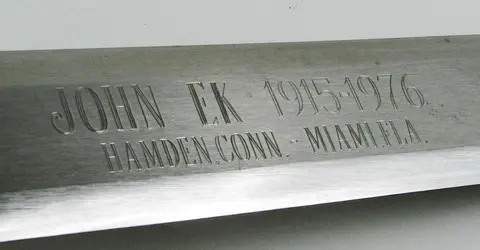 JOHN EK 1915-1976
HAMDEN, CONN. - MIAMI, FLA.